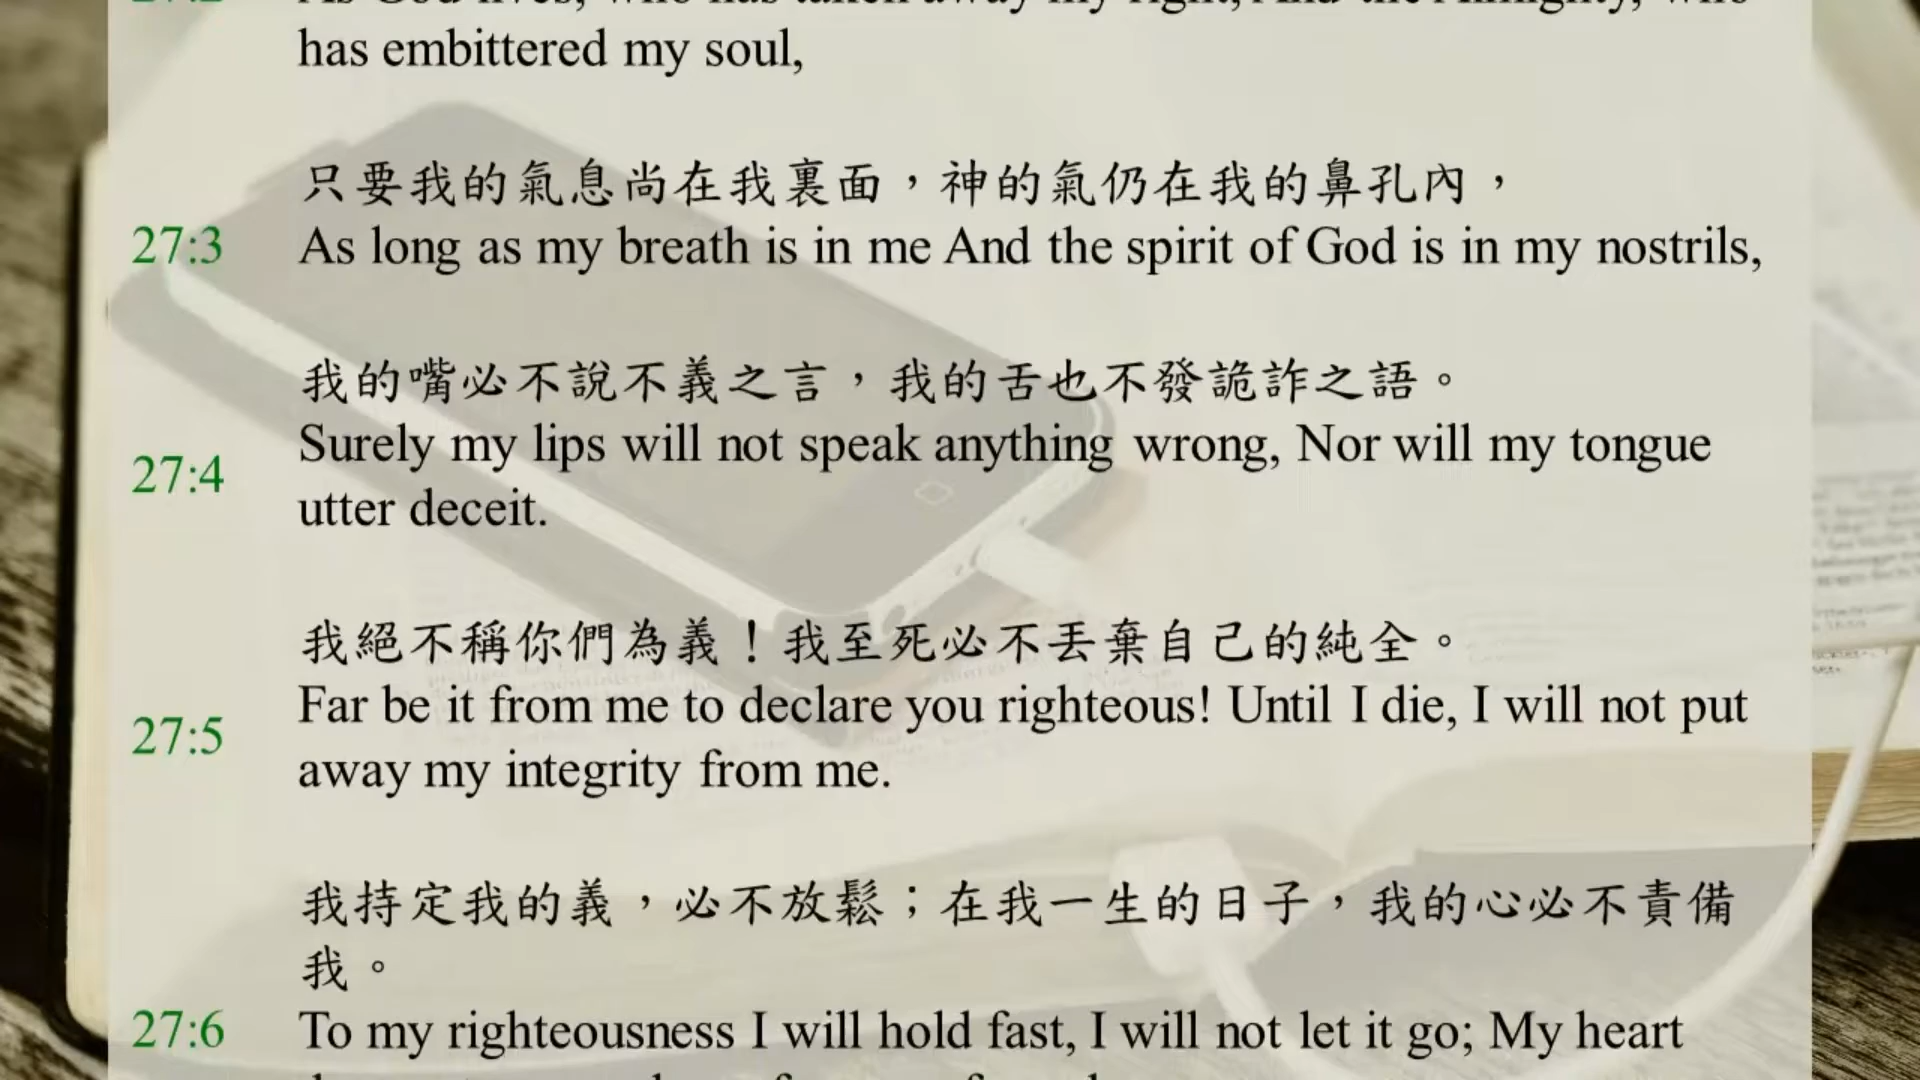 has embittered my soul,
只要我的氣息尚在我裏面，神的氣仍在我的鼻孔內，
27:3 As long as my breath is in me And the spirit of God is in my nostrils,
我的嘴必不說不義之言，我的舌也不發詭詐之語。
27:4 Surely my lips will not speak anything wrong, Nor will my tongue
utter deceit.
我絕不稱你們為義！我至死必不丟棄自己的純全。
27:5 Far be it from me to declare you righteous! Until I die, I will not put
away my integrity from me.
我持定我的義，必不放鬆；在我一生的日子，我的心必不責備
我。
27:6 To my righteousness I will hold fast, I will not let it go; My heart